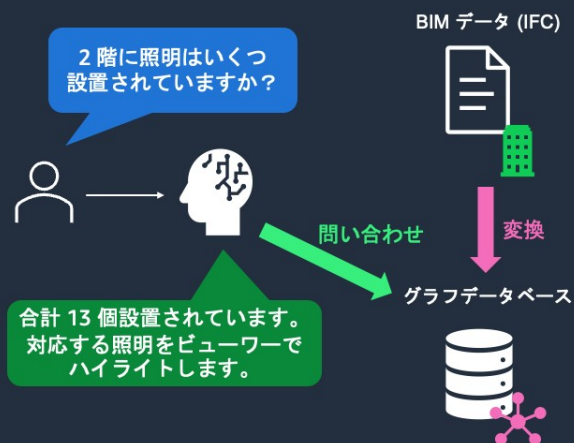 BIM データ (IFC)
2 階に照明はいくつ
設置されていますか？
問い合わせ
変換
グラフデータベース
合計 13 個設置されています。
対応する照明をビューワーで
ハイライトします。